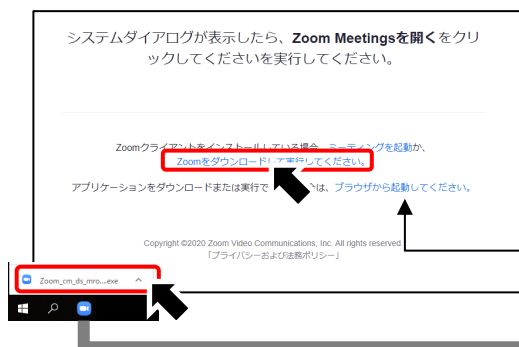 システムダイアログが表示したら、Zoom Meetingsを開くをクリ
ックしてくださいを実行してください。
Zoomクライアントをインストールしている場合、ミーティングを起動か、
Zoomをダウンロードして実行してください。
アプリケーションをダウンロードまたは実行で は、ブラウザから起動してください。
Copyright ©2020 Zoom Video Communications, Inc. All rights reserved.
「プライバシーおよび法務ポリシー」
Zoom_cm_ds_mro....exe